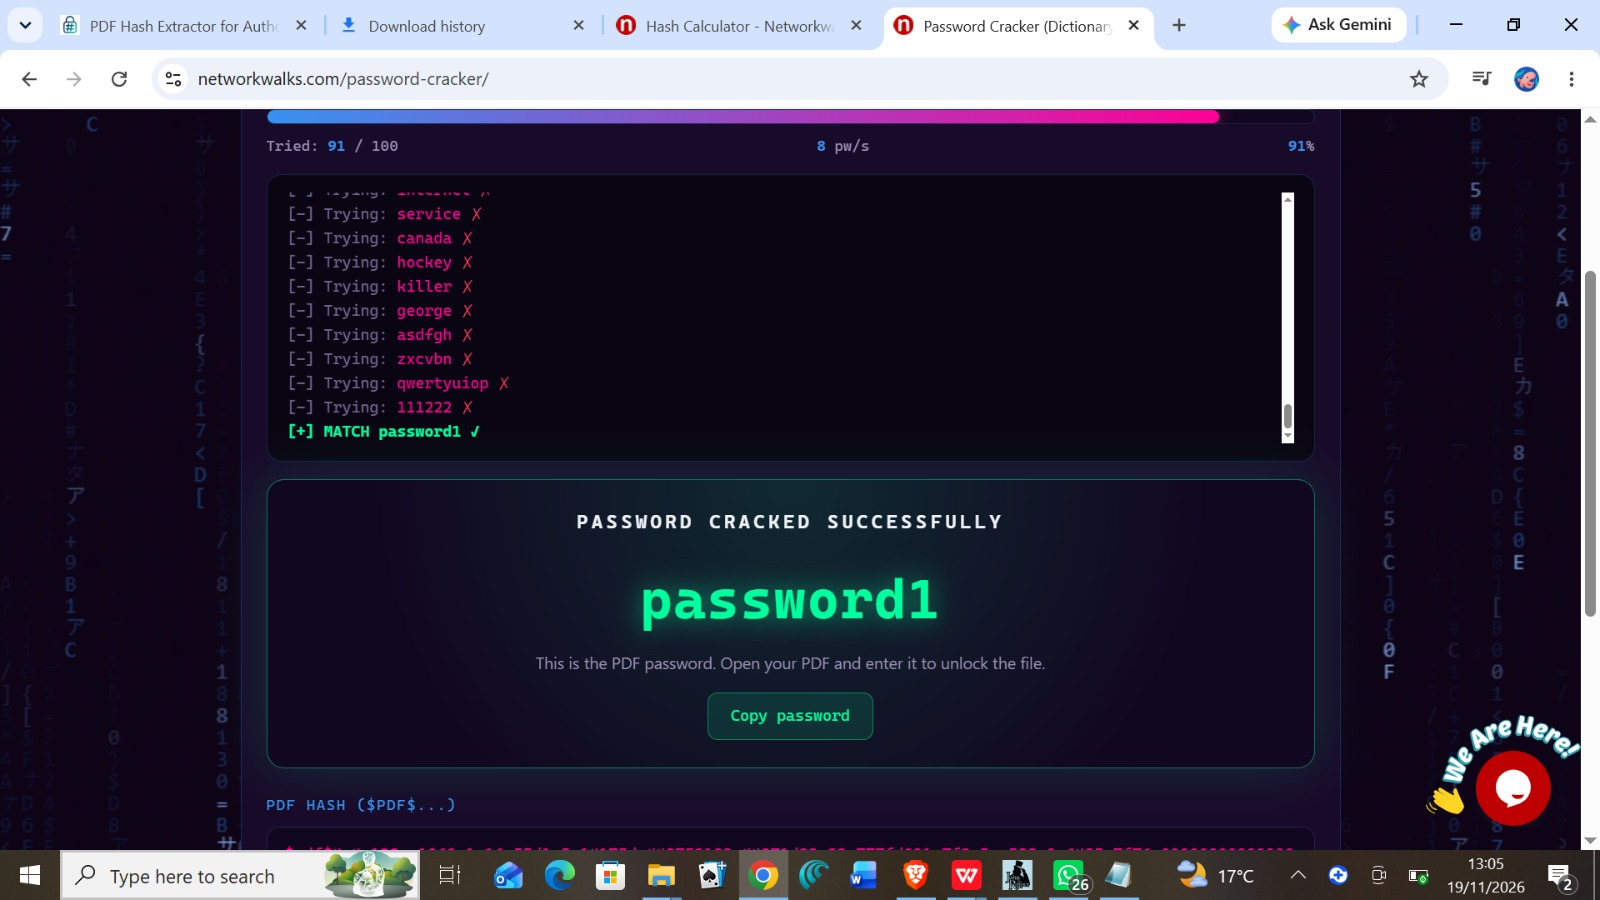 PDF Hash Extractor for Autho
Download history
Hash Calculator - Networkwa
Password Cracker (Dictionary
Ask Gemini
networkwalks.com/password-cracker/
Tried: 91 / 100
8 pw/s
91%
[-] Trying: internet ✗
[-] Trying: service ✗
[-] Trying: canada ✗
[-] Trying: hockey ✗
[-] Trying: killer ✗
[-] Trying: george ✗
[-] Trying: asdfgh ✗
[-] Trying: zxcvbn ✗
[-] Trying: qwertyuiop ✗
[-] Trying: 111222 ✗
[+] MATCH password1 ✓
PASSWORD CRACKED SUCCESSFULLY
password1
This is the PDF password. Open your PDF and enter it to unlock the file.
Copy password
We Are Here!
PDF HASH ($PDF$...)
Type here to search
26
17°C
13:05
19/11/2026
2